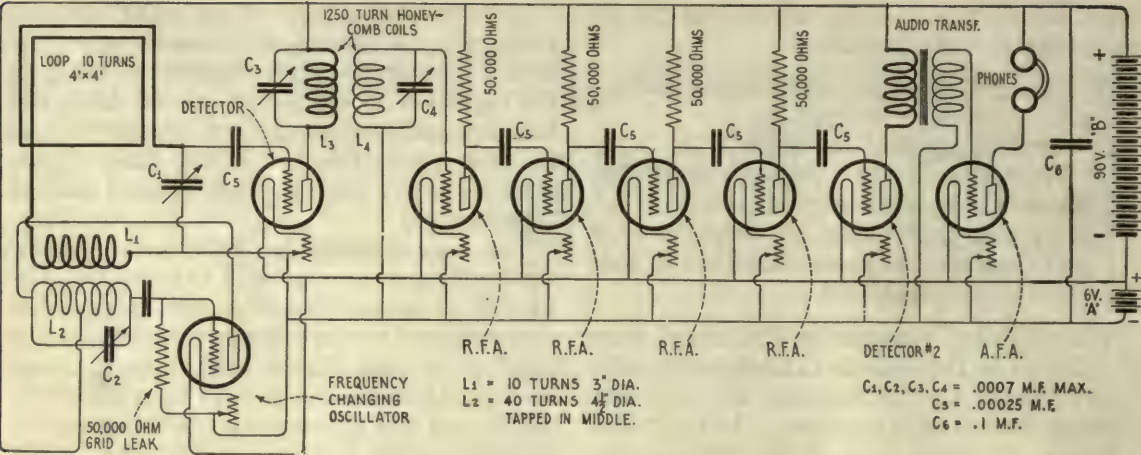 1250 TURN HONEY-
COMB COILS
AUDIO TRANSF.
LOOP 10 TURNS
4'×4'
C3
C4
50,000 OHMS
50,000 OHMS
50,000 OHMS
50,000 OHMS
PHONES
+
DETECTOR
L3
L4
C1
C5
C5
C5
C5
C5
C6
90V. "B"
-
L1
+
6V.
"A"
-
L2
C2
R.F.A.
R.F.A.
R.F.A.
R.F.A.
DETECTOR #2
A.F.A.
50,000 OHM
GRID LEAK
FREQUENCY
CHANGING
OSCILLATOR
L1 = 10 TURNS 3" DIA.
L2 = 40 TURNS 4½" DIA.
TAPPED IN MIDDLE.
C1, C2, C3, C4 = .0007 M.F. MAX.
C5 = .00025 M.F.
C6 = .1 M.F.